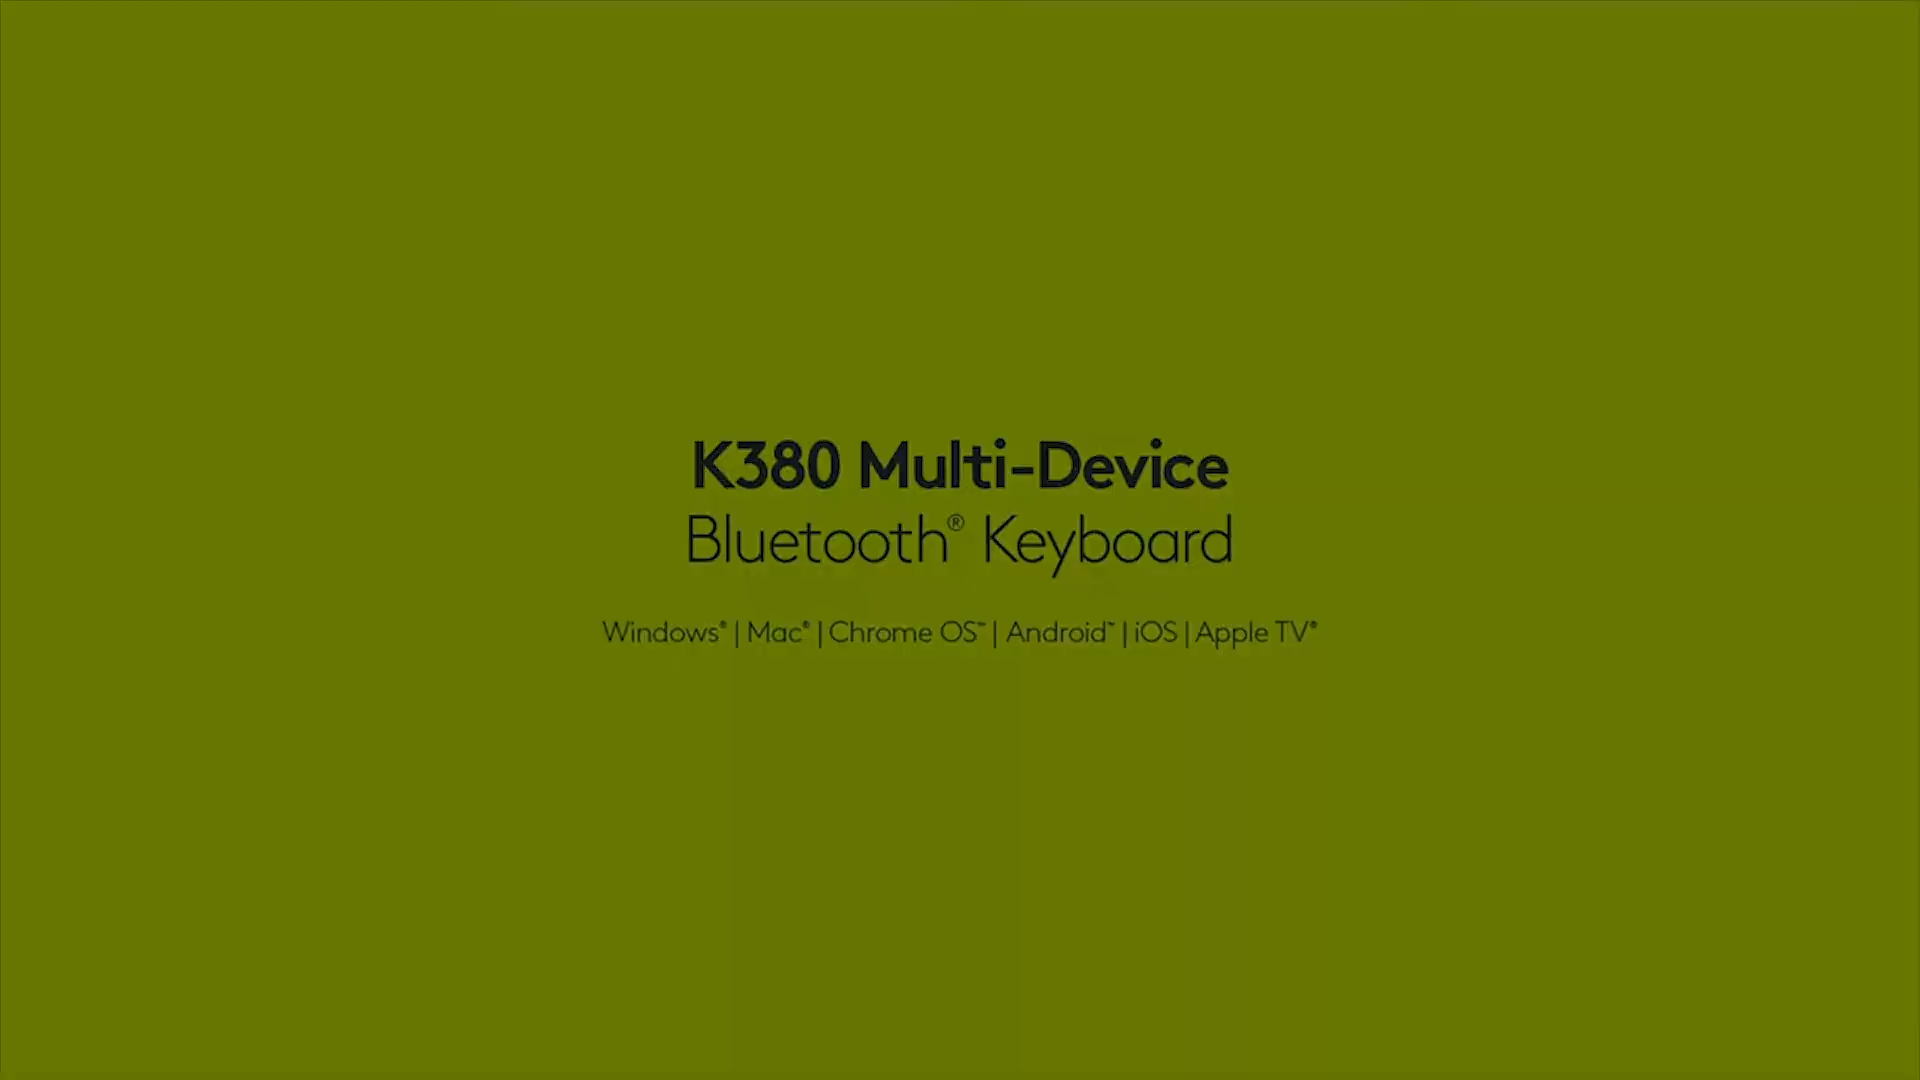 K380 Multi-Device
Bluetooth® Keyboard
Windows® | Mac® | Chrome OS™ | Android™ | iOS | Apple TV®